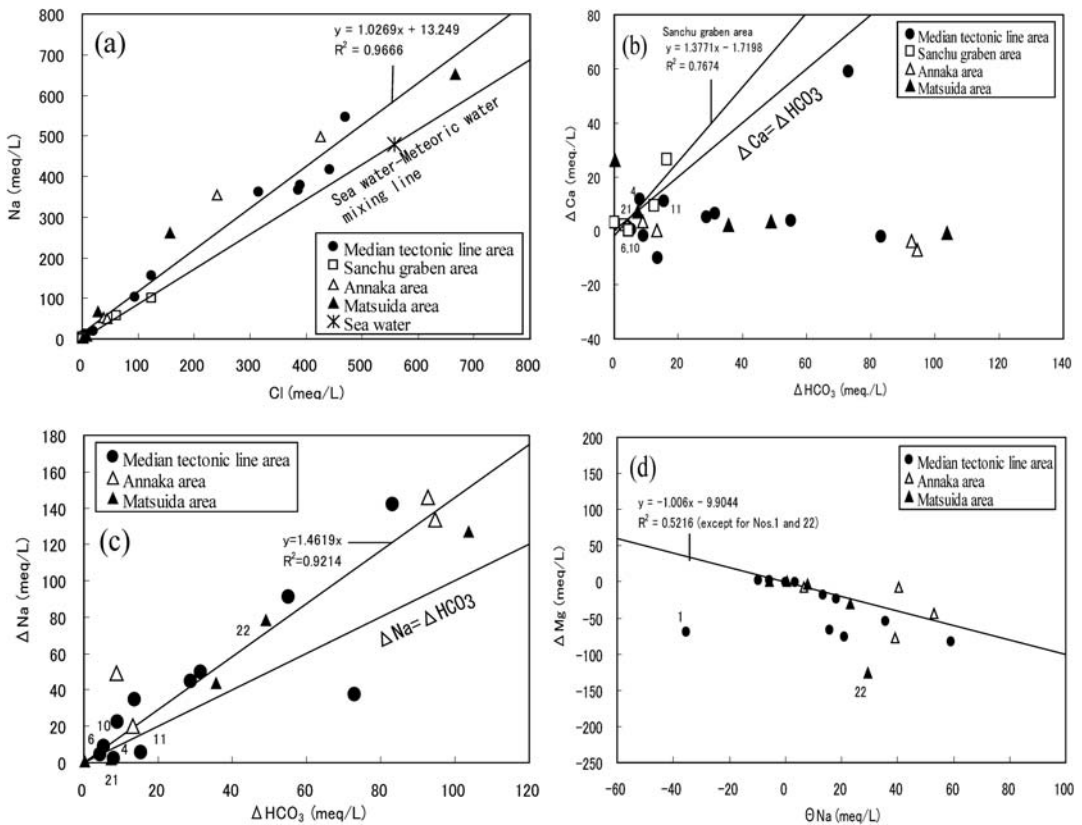 (a)
y = 1.0269x + 13.249
R² = 0.9666
Sea water-Meteoric water
mixing line
Median tectonic line area
Sanchu graben area
Annaka area
Matsuida area
Sea water
Na (meq/L)
800
700
600
500
400
300
200
100
0
0 100 200 300 400 500 600 700 800
Cl (meq/L)
(b)
Sanchu graben area
y = 1.3771x − 1.7198
R² = 0.7674
Median tectonic line area
Sanchu graben area
Annaka area
Matsuida area
ΔCa=ΔHCO3
4
21
11
6,10
ΔCa (meq./L)
80
60
40
20
0
−20
−40
0 20 40 60 80 100 120 140
ΔHCO₃ (meq./L)
(c)
Median tectonic line area
Annaka area
Matsuida area
y=1.4619x
R²=0.9214
ΔNa=ΔHCO3
22
10
6
4
11
21
ΔNa (meq/L)
180
160
140
120
100
80
60
40
20
0
0 20 40 60 80 100 120
ΔHCO₃ (meq/L)
(d)
Median tectonic line area
Annaka area
Matsuida area
y = −1.006x − 9.9044
R² = 0.5216 (except for Nos.1 and 22)
1
22
ΔMg (meq/L)
200
150
100
50
0
−50
−100
−150
−200
−250
−300
−60 −40 −20 0 20 40 60 80 100
ΘNa (meq/L)